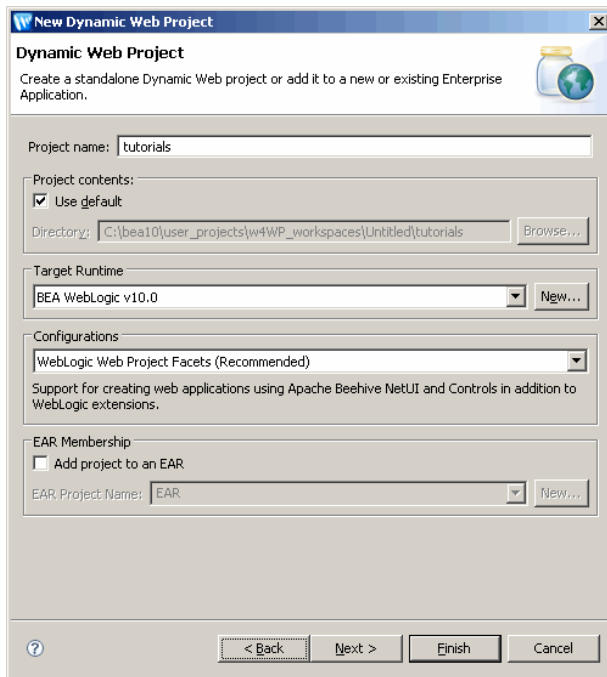 New Dynamic Web Project
Dynamic Web Project
Create a standalone Dynamic Web project or add it to a new or existing Enterprise
Application.
Project name: tutorials
Project contents:
Use default
Directory: C:\bea10\user_projects\w4WP_workspaces\Untitled\tutorials Browse...
Target Runtime
BEA WebLogic v10.0 New...
Configurations
WebLogic Web Project Facets (Recommended)
Support for creating web applications using Apache Beehive NetUI and Controls in addition to
WebLogic extensions.
EAR Membership
Add project to an EAR
EAR Project Name: EAR New...
? < Back Next > Finish Cancel